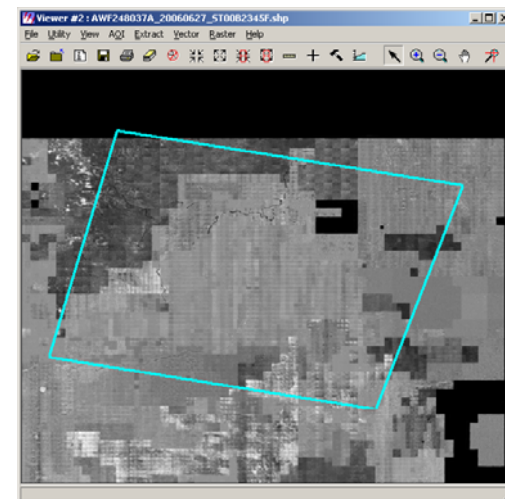 Viewer #2 : AWF248037A_20060627_ST00B2345F.shp
File Utility View AOI Extract Vector Raster Help